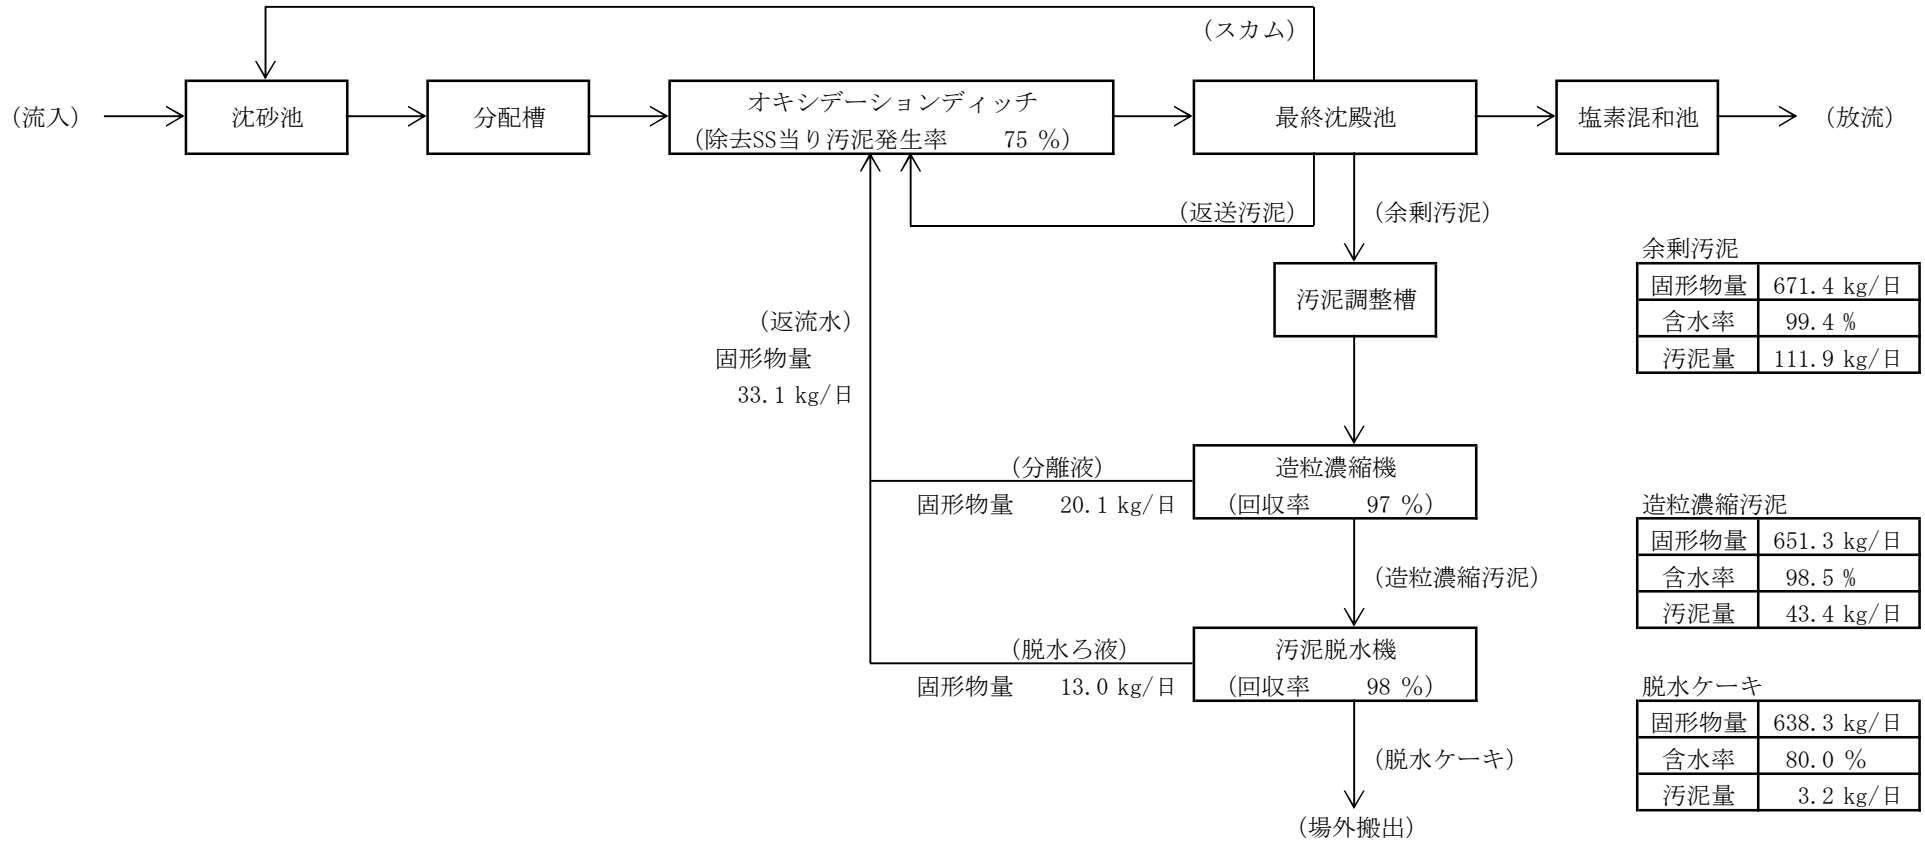 (スカム)
(流入)
沈砂池
分配槽
オキシデーションディッチ
(除去SS当り汚泥発生率 75 %)
最終沈殿池
塩素混和池
(放流)
(返送汚泥)
(余剰汚泥)
汚泥調整槽
余剰汚泥
固形物量 671.4 kg/日
含水率 99.4 %
汚泥量 111.9 kg/日
(返流水)
固形物量
33.1 kg/日
(分離液)
固形物量 20.1 kg/日
造粒濃縮機
(回収率 97 %)
(造粒濃縮汚泥)
造粒濃縮汚泥
固形物量 651.3 kg/日
含水率 98.5 %
汚泥量 43.4 kg/日
(脱水ろ液)
固形物量 13.0 kg/日
汚泥脱水機
(回収率 98 %)
脱水ケーキ
固形物量 638.3 kg/日
含水率 80.0 %
汚泥量 3.2 kg/日
(脱水ケーキ)
(場外搬出)